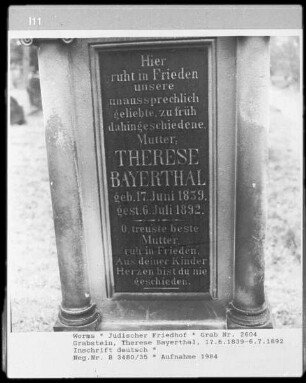 Hier
ruht in Frieden
unsere
unaussprechlich
geliebte, zu früh
dahingeschiedene
Mutter,
THERESE
BAYERTHAL
geb. 17. Juni 1839,
gest. 6. Juli 1892.
O, treuste beste
Mutter,
ruh in Frieden.
Aus deiner Kinder
Herzen bist du nie
geschieden.
Worms * Jüdischer Friedhof * Grab Nr. 2604
Grabstein, Therese Bayerthal, 17.6.1839-6.7.1892
Inschrift deutsch *
Neg.Nr. B 3480/35 * Aufnahme 1984